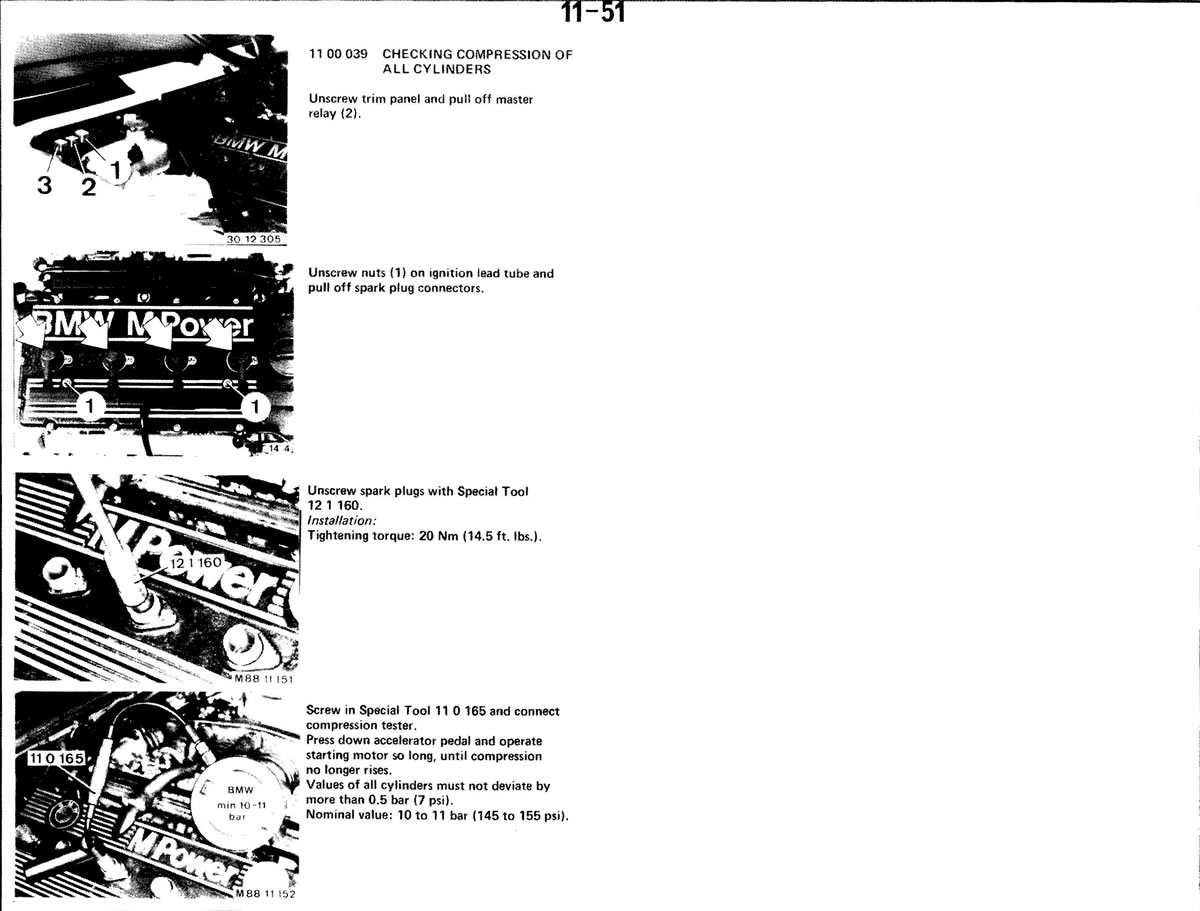 11-51
11 00 039 CHECKING COMPRESSION OF
ALL CYLINDERS
Unscrew trim panel and pull off master
relay (2).
BMW M
3 2 1
30 12 305
Unscrew nuts (1) on ignition lead tube and
pull off spark plug connectors.
BMW M Power
1 1
14 4
Unscrew spark plugs with Special Tool
12 1 160.
Installation:
Tightening torque: 20 Nm (14.5 ft. lbs.).
M Power
12 1 160
M88 11 151
Screw in Special Tool 11 0 165 and connect
compression tester.
Press down accelerator pedal and operate
starting motor so long, until compression
no longer rises.
Values of all cylinders must not deviate by
more than 0.5 bar (7 psi).
Nominal value: 10 to 11 bar (145 to 155 psi).
11 0 165
BMW
min 10-11
bar
M Power
M88 11 152